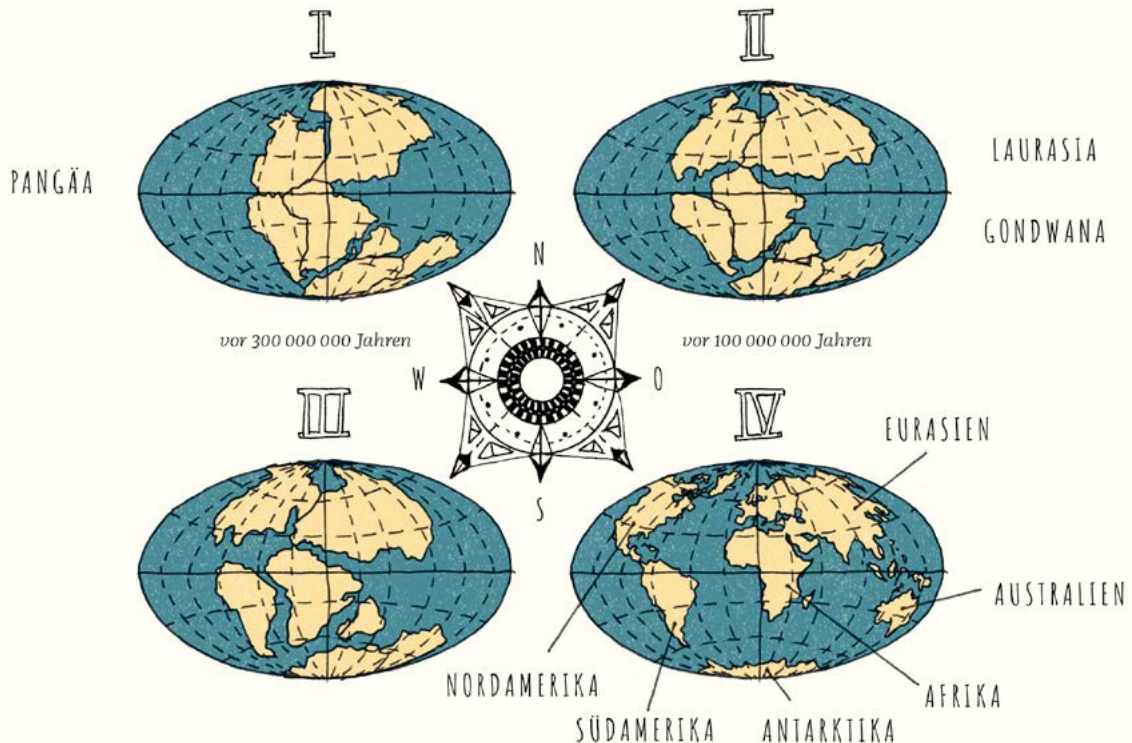 I
II
PANGÄA
LAURASIA
GONDWANA
N
vor 300 000 000 Jahren
vor 100 000 000 Jahren
W
O
S
III
IV
EURASIEN
AUSTRALIEN
NORDAMERIKA
AFRIKA
SÜDAMERIKA
ANTARKTIKA